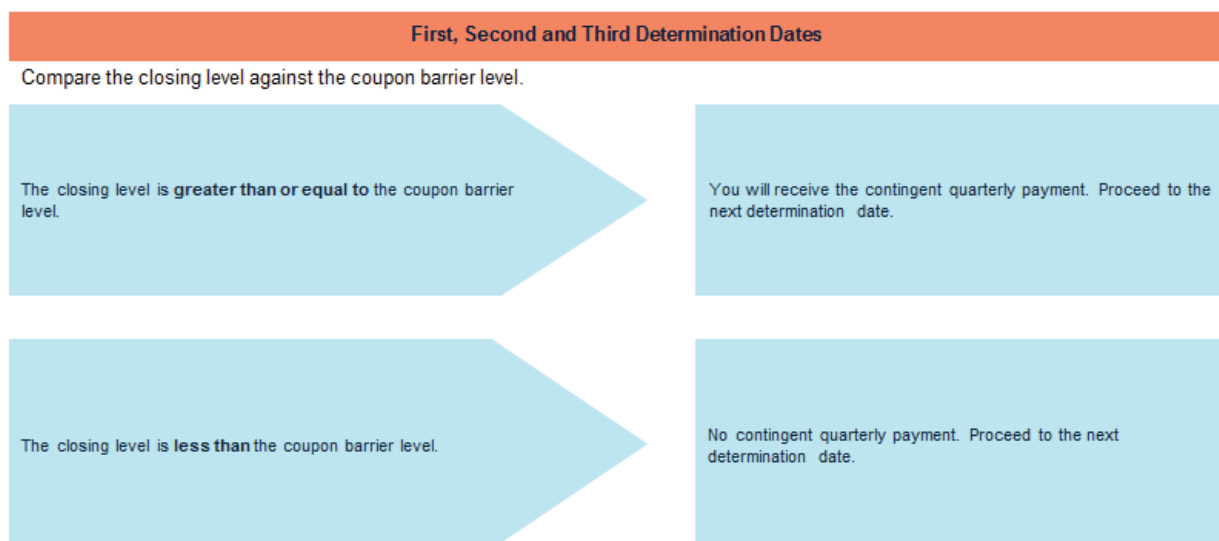 First, Second and Third Determination Dates
Compare the closing level against the coupon barrier level.
The closing level is greater than or equal to the coupon barrier
level.
You will receive the contingent quarterly payment. Proceed to the
next determination date.
The closing level is less than the coupon barrier level.
No contingent quarterly payment. Proceed to the next
determination date.